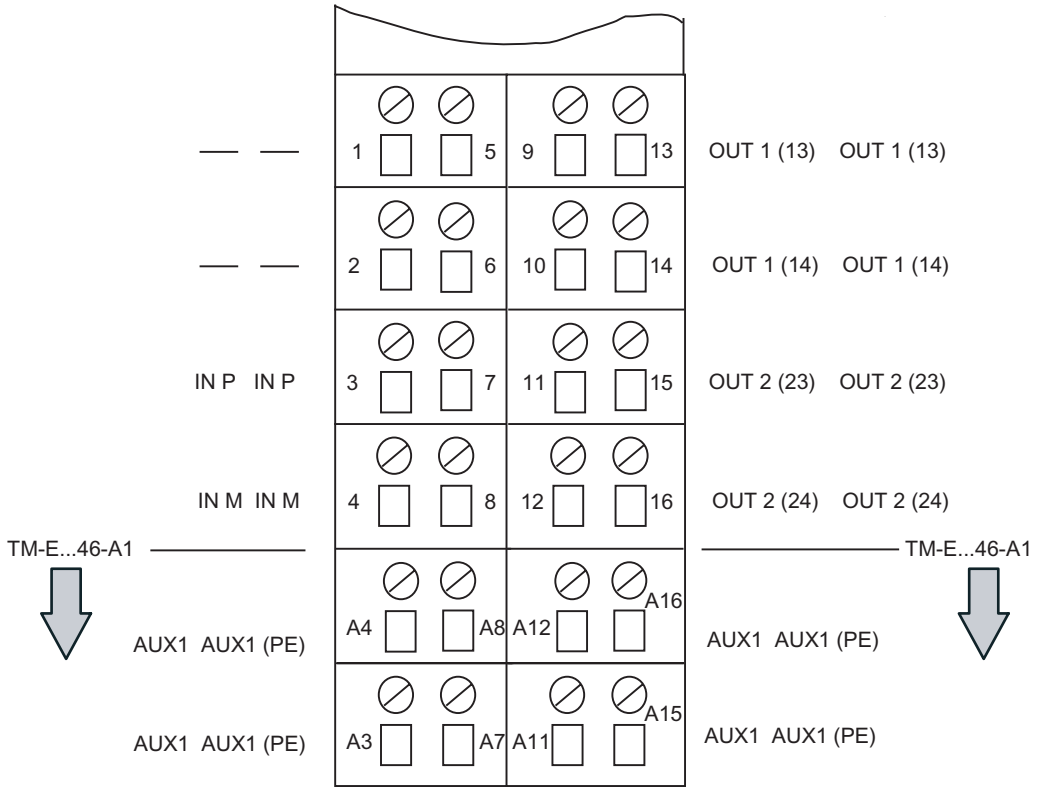 1 5 9 13 OUT 1 (13) OUT 1 (13)
2 6 10 14 OUT 1 (14) OUT 1 (14)
IN P IN P 3 7 11 15 OUT 2 (23) OUT 2 (23)
IN M IN M 4 8 12 16 OUT 2 (24) OUT 2 (24)
TM-E...46-A1 TM-E...46-A1
AUX1 AUX1 (PE) A4 A8 A12 A16 AUX1 AUX1 (PE)
AUX1 AUX1 (PE) A3 A7 A11 A15 AUX1 AUX1 (PE)